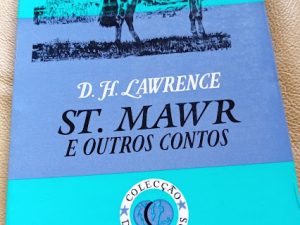 D. H. LAWRENCE
ST. MAWR
E OUTROS CONTOS
COLECÇÃO